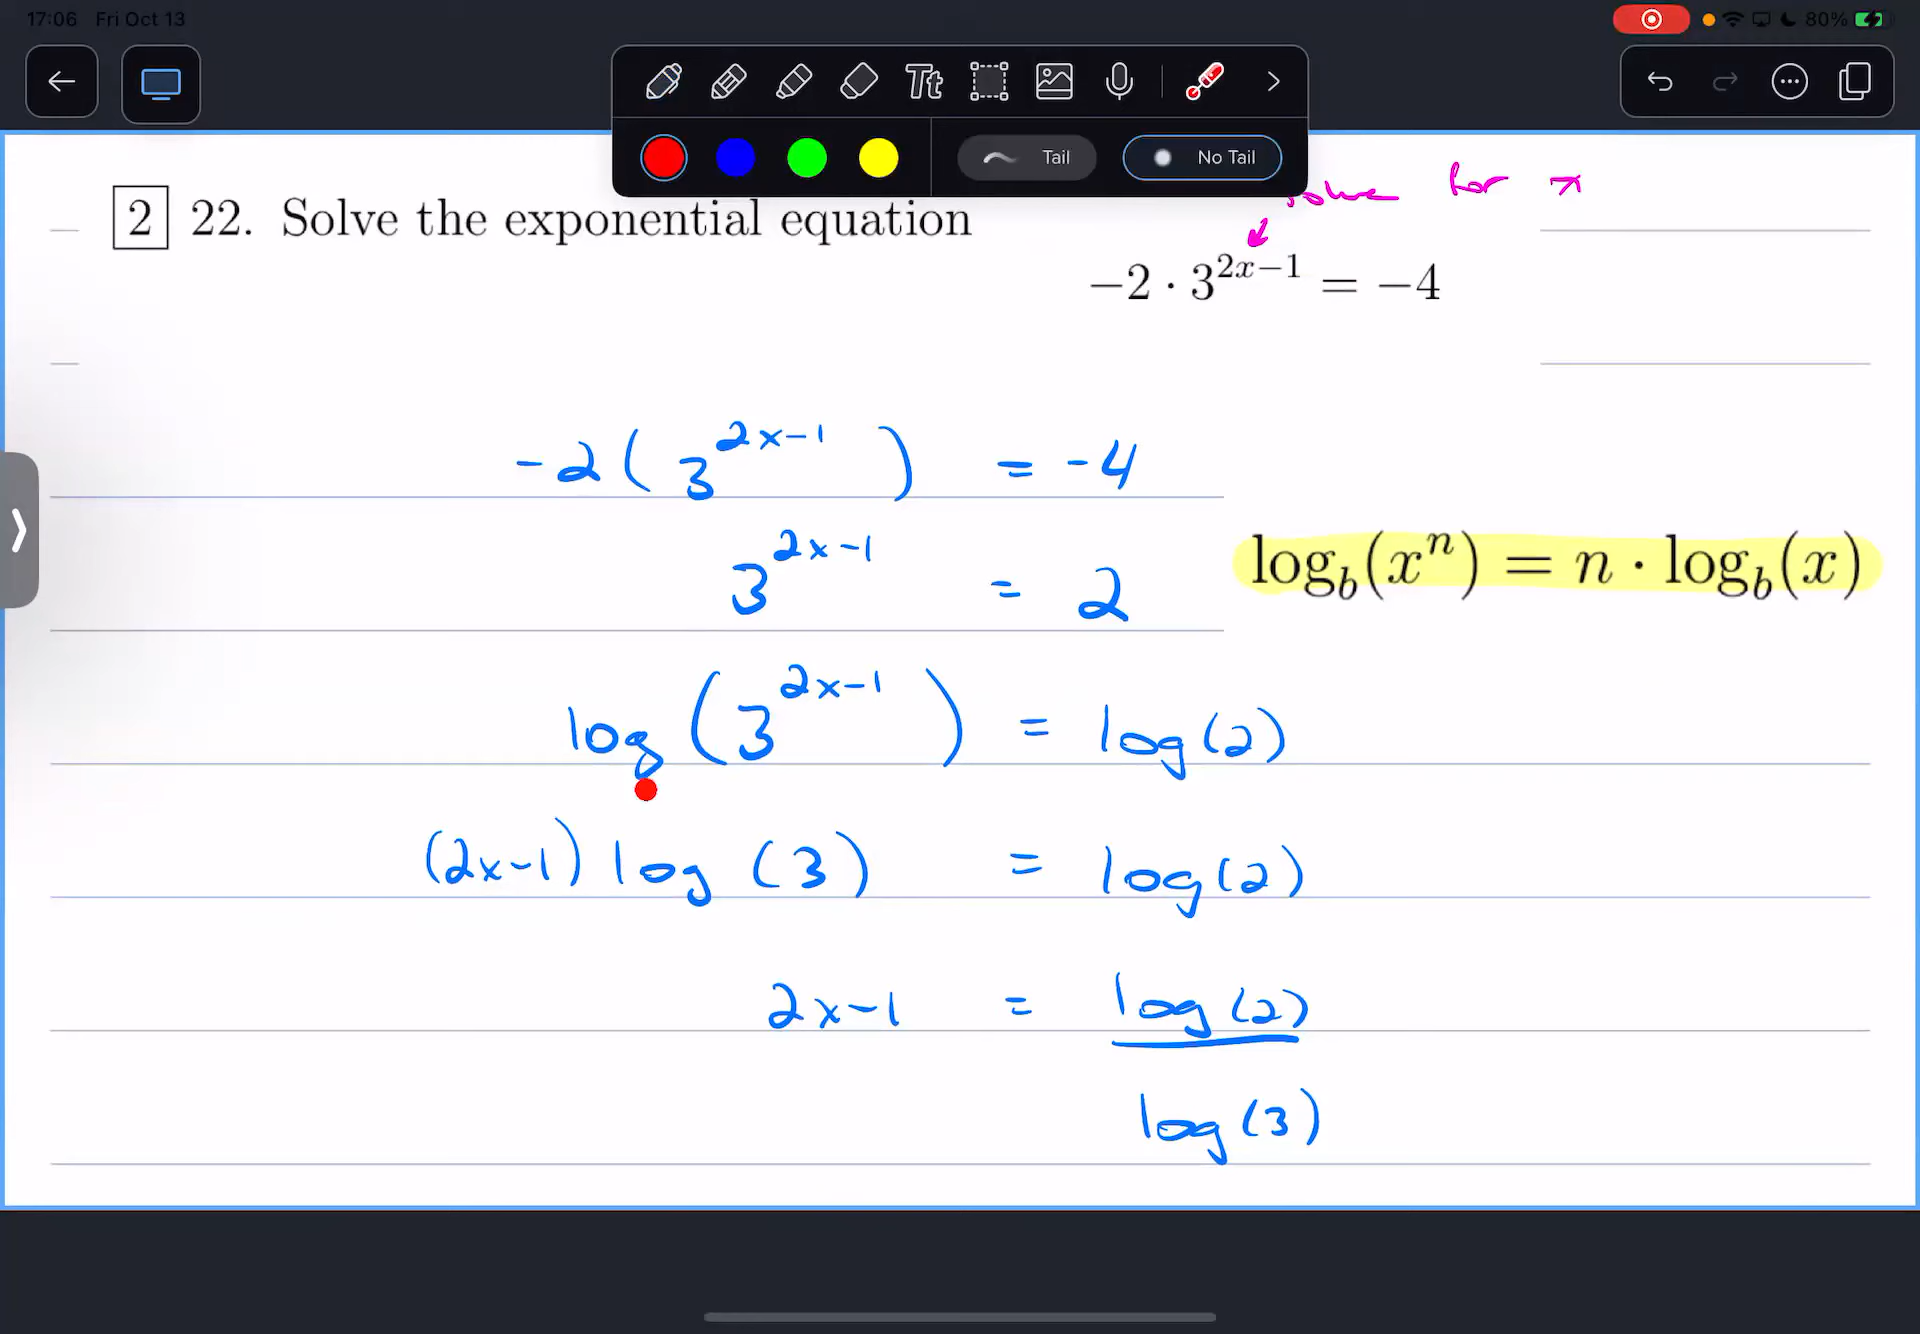 17:06 Fri Oct 13
80%
Tt
Tail
No Tail
solve for x
2 22. Solve the exponential equation
−2 · 3^{2x−1} = −4
-2 ( 3^{2x-1} ) = -4
3^{2x-1} = 2
log_b(x^n) = n · log_b(x)
log ( 3^{2x-1} ) = log(2)
(2x-1) log (3) = log(2)
2x-1 = log(2)
log(3)